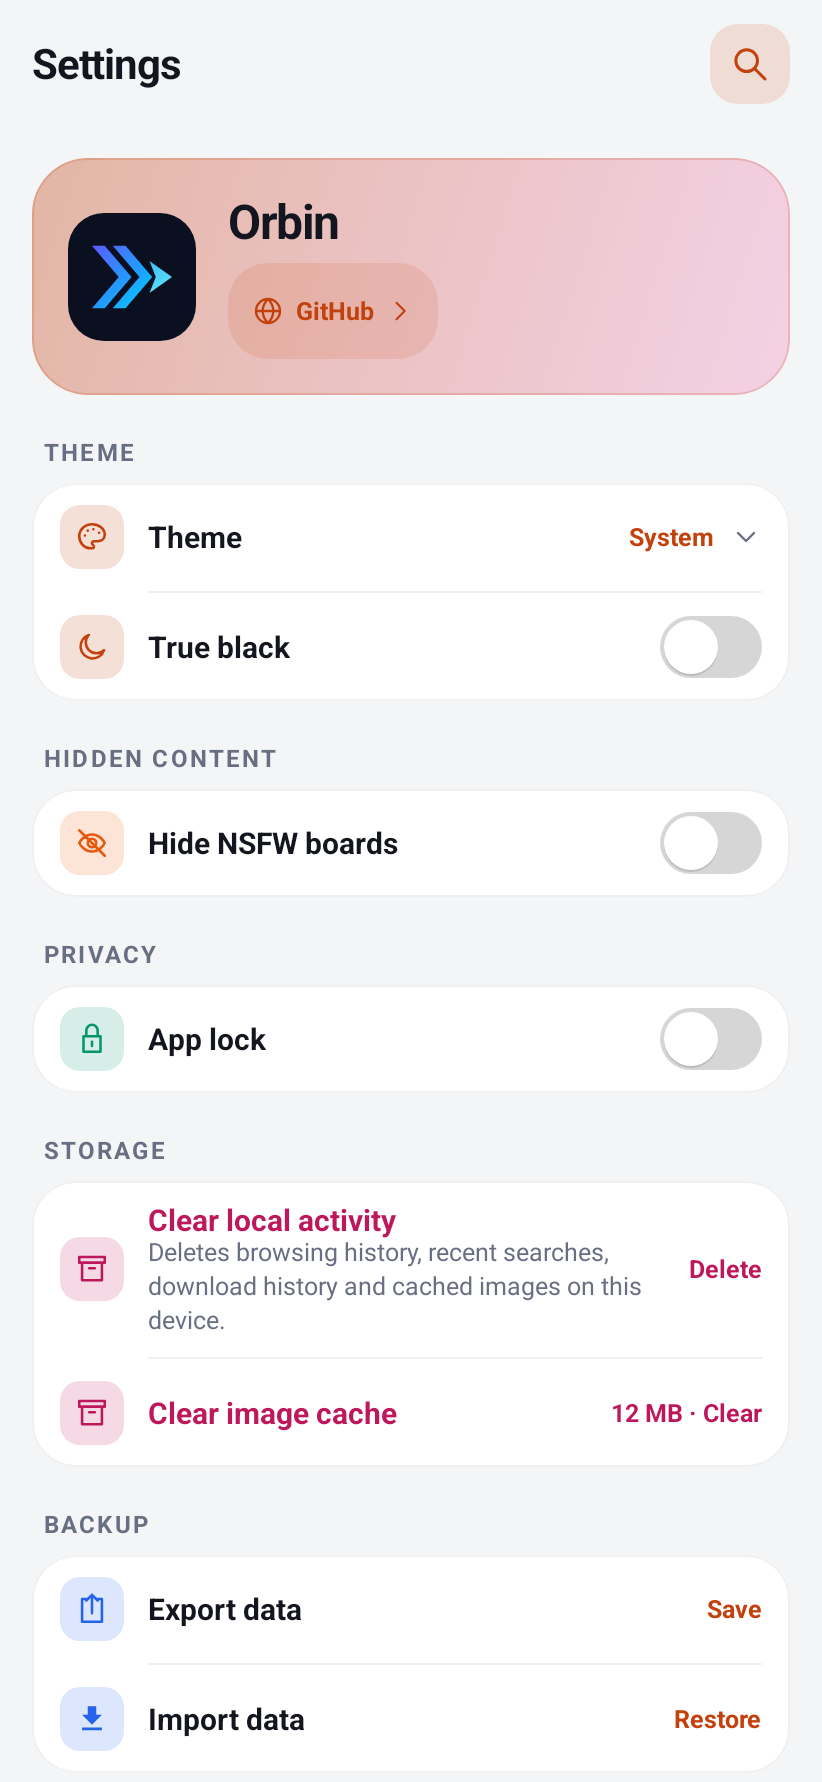 Settings
Orbin
GitHub
THEME
Theme
System
True black
HIDDEN CONTENT
Hide NSFW boards
PRIVACY
App lock
STORAGE
Clear local activity
Deletes browsing history, recent searches,
download history and cached images on this
device.
Delete
Clear image cache
12 MB · Clear
BACKUP
Export data
Save
Import data
Restore